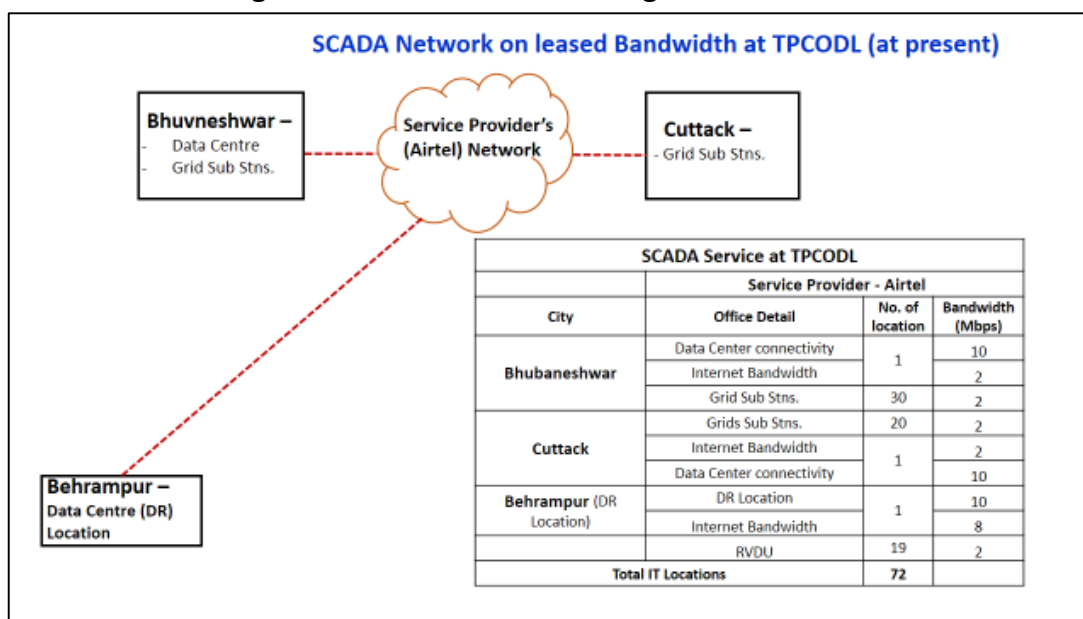 SCADA Network on leased Bandwidth at TPCODL (at present)
Bhuvneshwar –
- Data Centre
- Grid Sub Stns.
Service Provider's
(Airtel) Network
Cuttack –
- Grid Sub Stns.
Behrampur –
Data Centre (DR)
Location
SCADA Service at TPCODL
Service Provider - Airtel
City Office Detail No. of location Bandwidth (Mbps)
Bhubaneshwar Data Center connectivity 1 10
Internet Bandwidth 2
Grid Sub Stns. 30 2
Cuttack Grids Sub Stns. 20 2
Internet Bandwidth 1 2
Data Center connectivity 10
Behrampur (DR Location) DR Location 1 10
Internet Bandwidth 8
RVDU 19 2
Total IT Locations 72